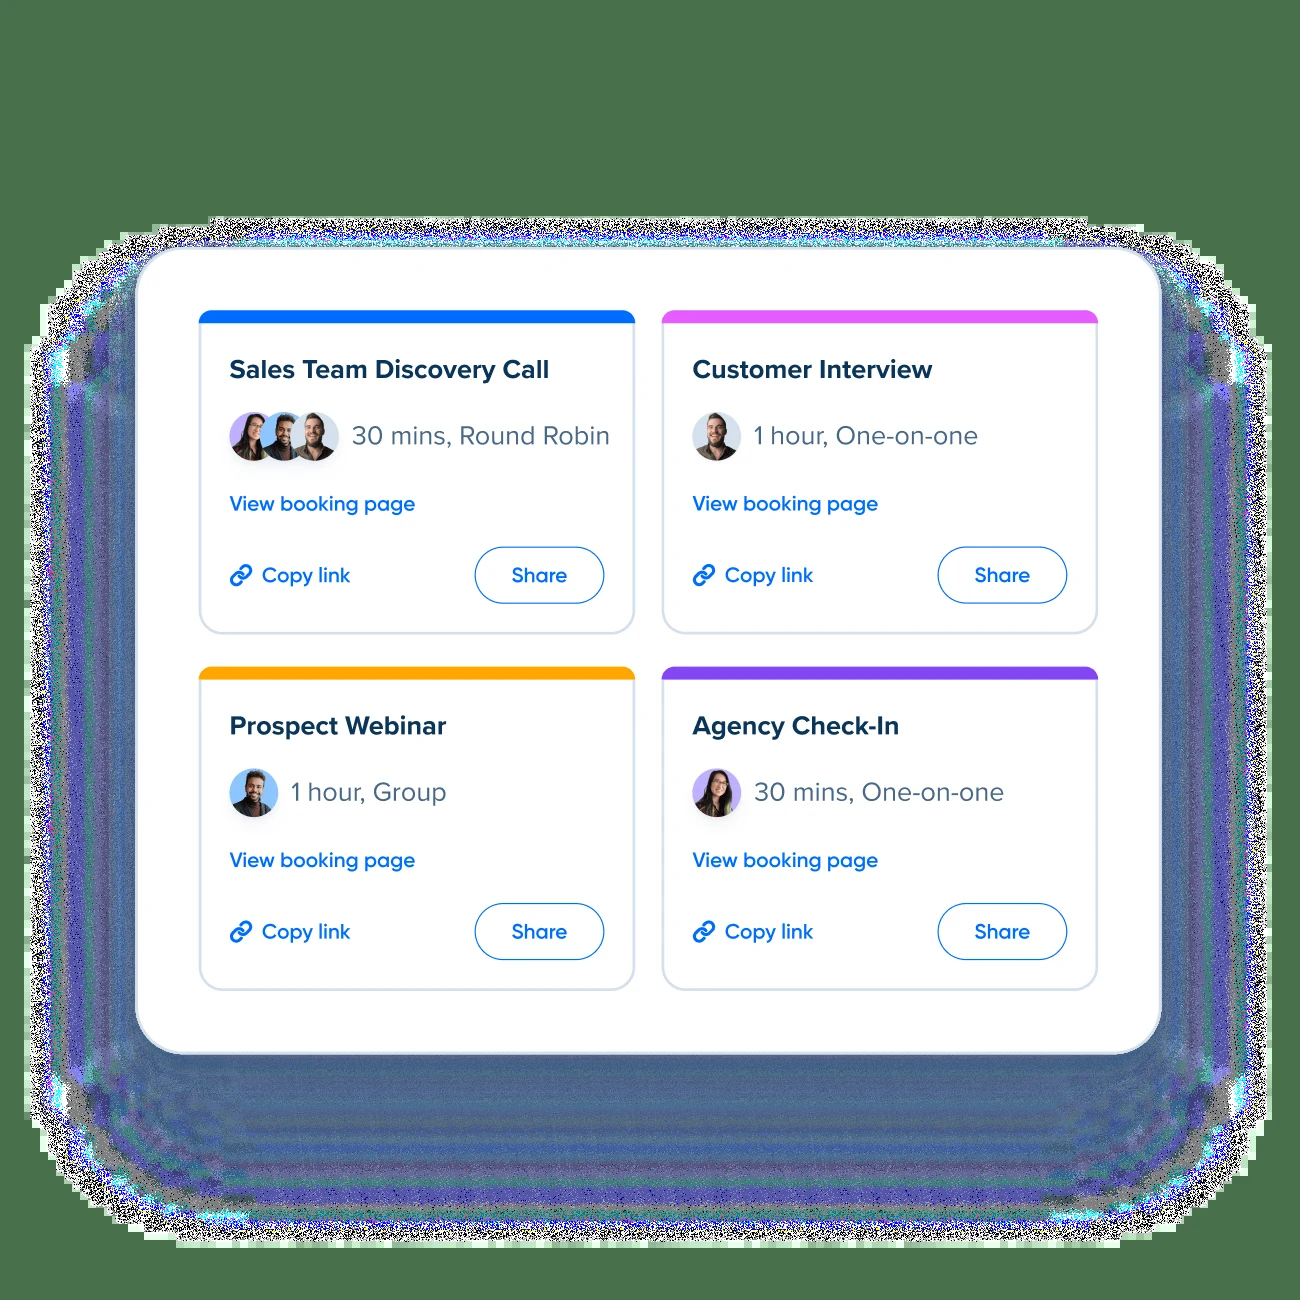 Sales Team Discovery Call
30 mins, Round Robin
View booking page
Copy link
Share
Customer Interview
1 hour, One-on-one
View booking page
Copy link
Share
Prospect Webinar
1 hour, Group
View booking page
Copy link
Share
Agency Check-In
30 mins, One-on-one
View booking page
Copy link
Share